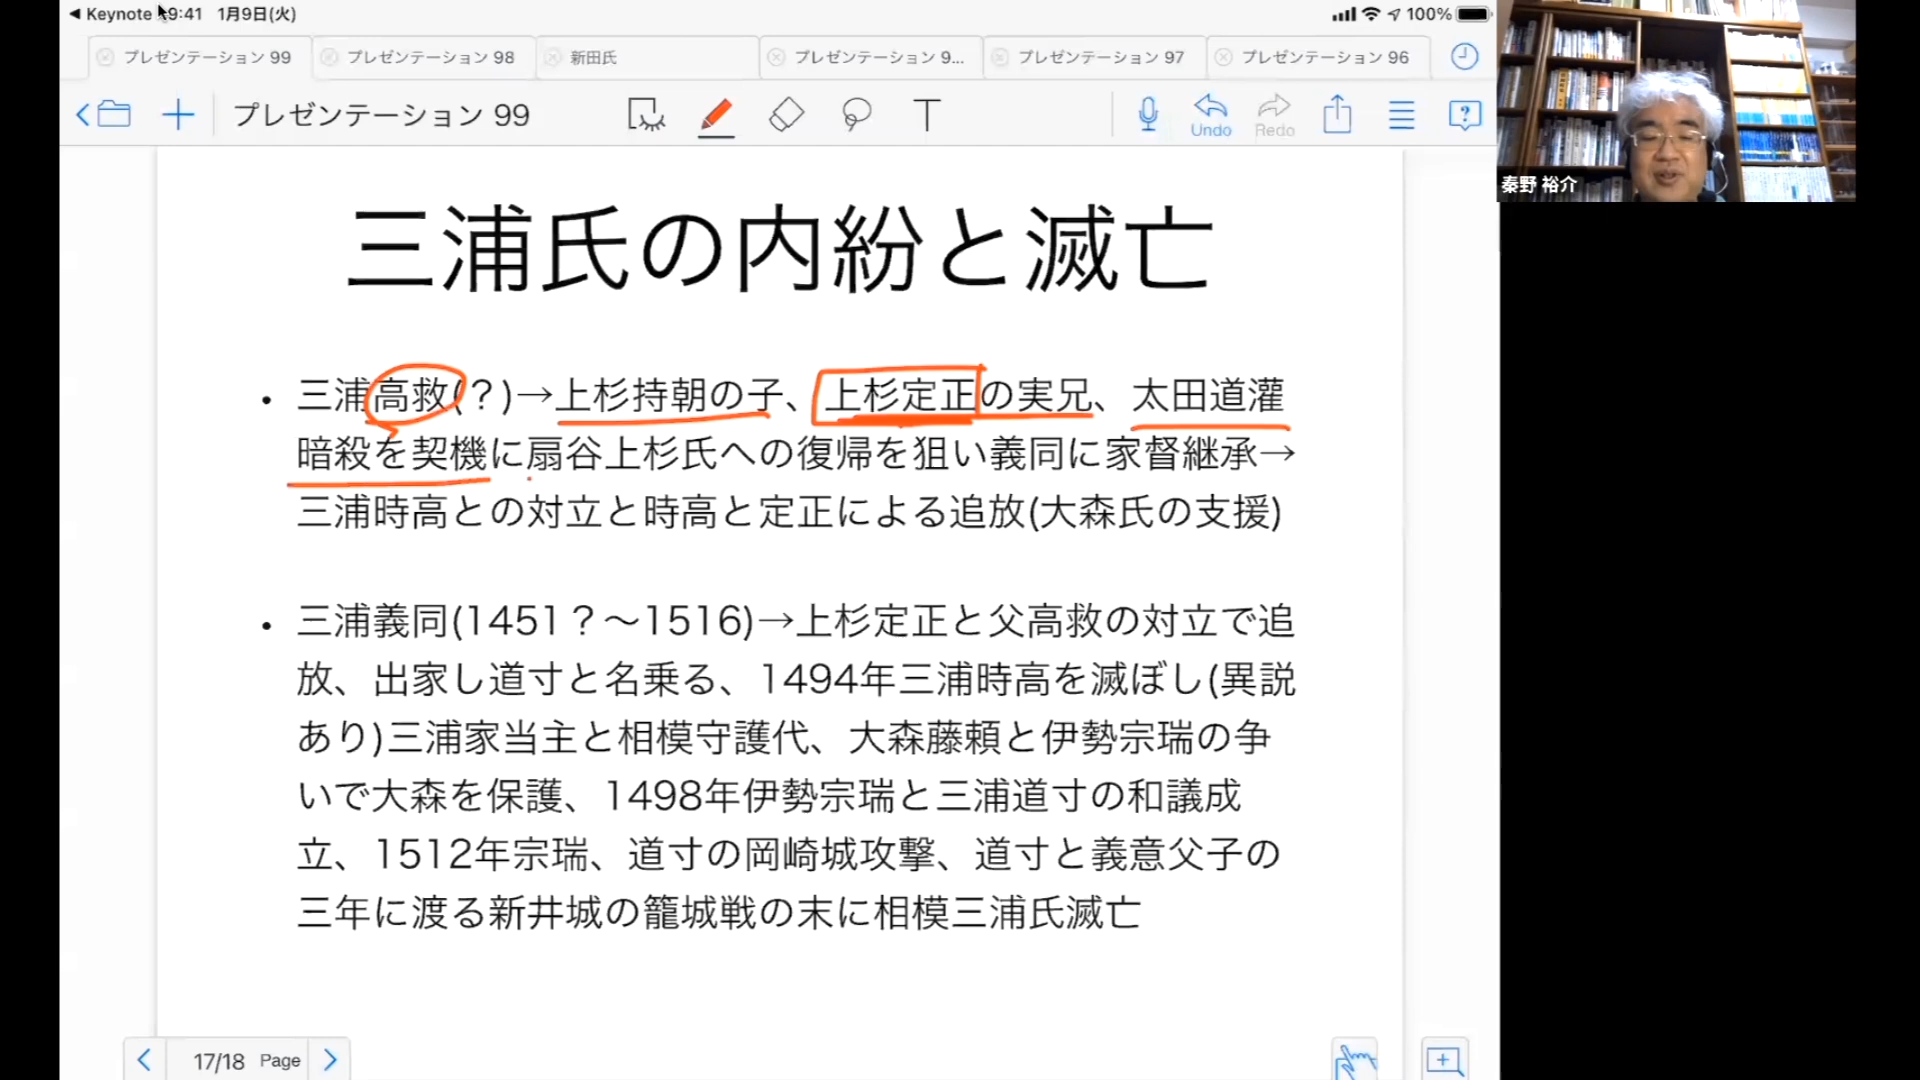 ◀ Keynote 9:41 1月9日(火)
100%
プレゼンテーション 99
プレゼンテーション 98
新田氏
プレゼンテーション 9...
プレゼンテーション 97
プレゼンテーション 96
プレゼンテーション 99
T
Undo
Redo
秦野 裕介
三浦氏の内紛と滅亡
• 三浦高救(？)→上杉持朝の子、上杉定正の実兄、太田道灌
暗殺を契機に扇谷上杉氏への復帰を狙い義同に家督継承→
三浦時高との対立と時高と定正による追放(大森氏の支援)
• 三浦義同(1451？〜1516)→上杉定正と父高救の対立で追
放、出家し道寸と名乗る、1494年三浦時高を滅ぼし(異説
あり)三浦家当主と相模守護代、大森藤頼と伊勢宗瑞の争
いで大森を保護、1498年伊勢宗瑞と三浦道寸の和議成
立、1512年宗瑞、道寸の岡崎城攻撃、道寸と義意父子の
三年に渡る新井城の籠城戦の末に相模三浦氏滅亡
17/18 Page